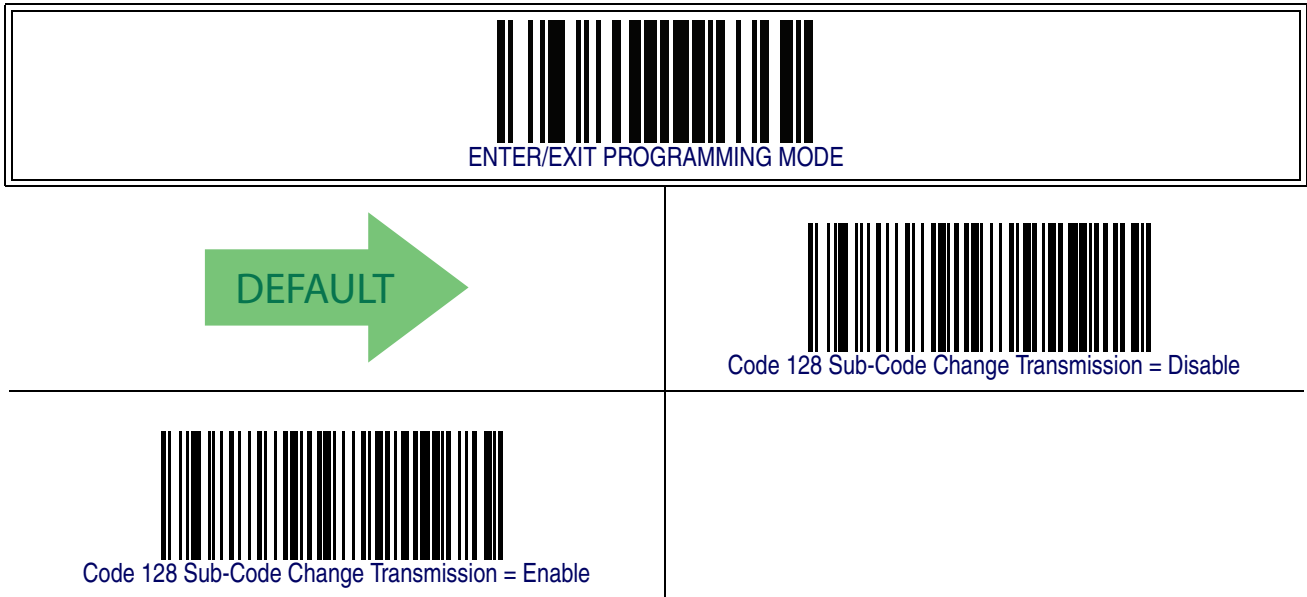 ENTER/EXIT PROGRAMMING MODE
DEFAULT
Code 128 Sub-Code Change Transmission = Disable
Code 128 Sub-Code Change Transmission = Enable